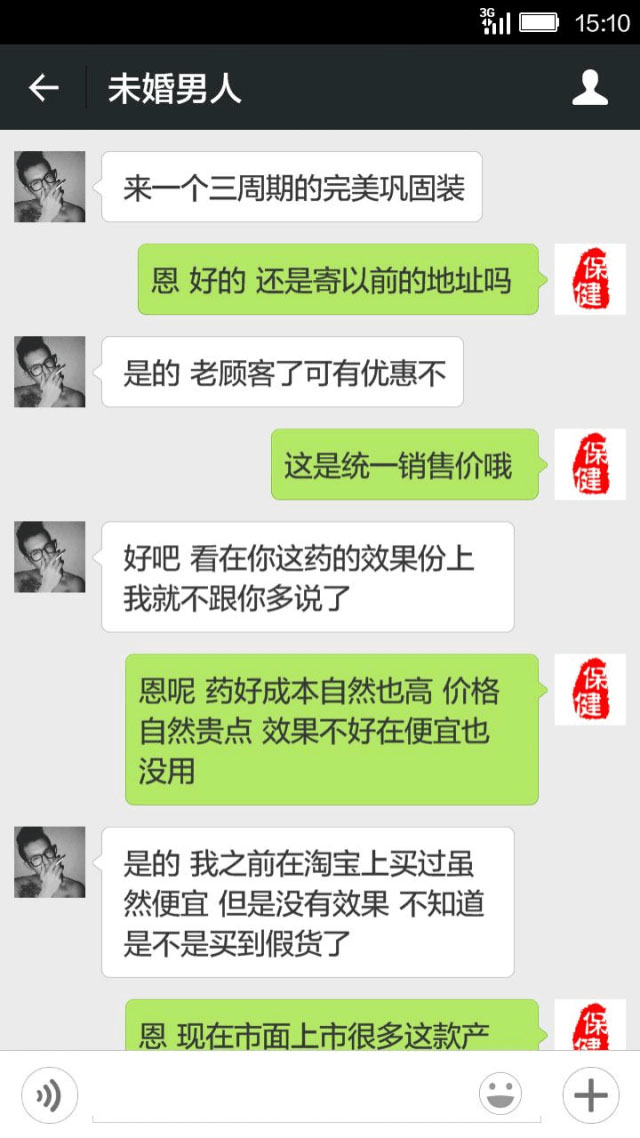 3G
15:10
未婚男人
来一个三周期的完美巩固装
恩 好的 还是寄以前的地址吗
保
健
是的 老顾客了可有优惠不
这是统一销售价哦
保
健
好吧 看在你这药的效果份上
我就不跟你多说了
恩呢 药好成本自然也高 价格
自然贵点 效果不好在便宜也
没用
保
健
是的 我之前在淘宝上买过虽
然便宜 但是没有效果 不知道
是不是买到假货了
恩 现在市面上市很多这款产
保
健